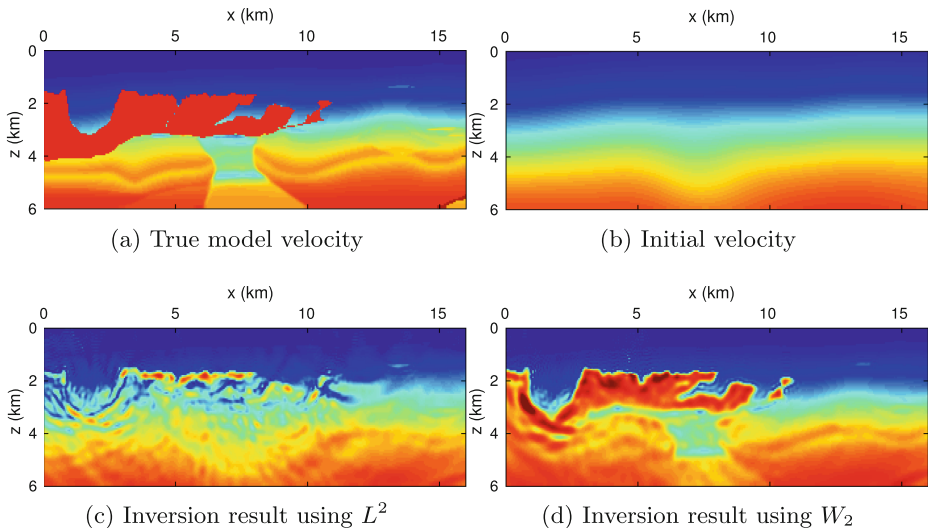 x (km) x (km)
0 5 10 15 0 5 10 15
0 0
2 2
z (km) z (km)
4 4
6 6
(a) True model velocity (b) Initial velocity
x (km) x (km)
0 5 10 15 0 5 10 15
0 0
2 2
z (km) z (km)
4 4
6 6
(c) Inversion result using L² (d) Inversion result using W₂